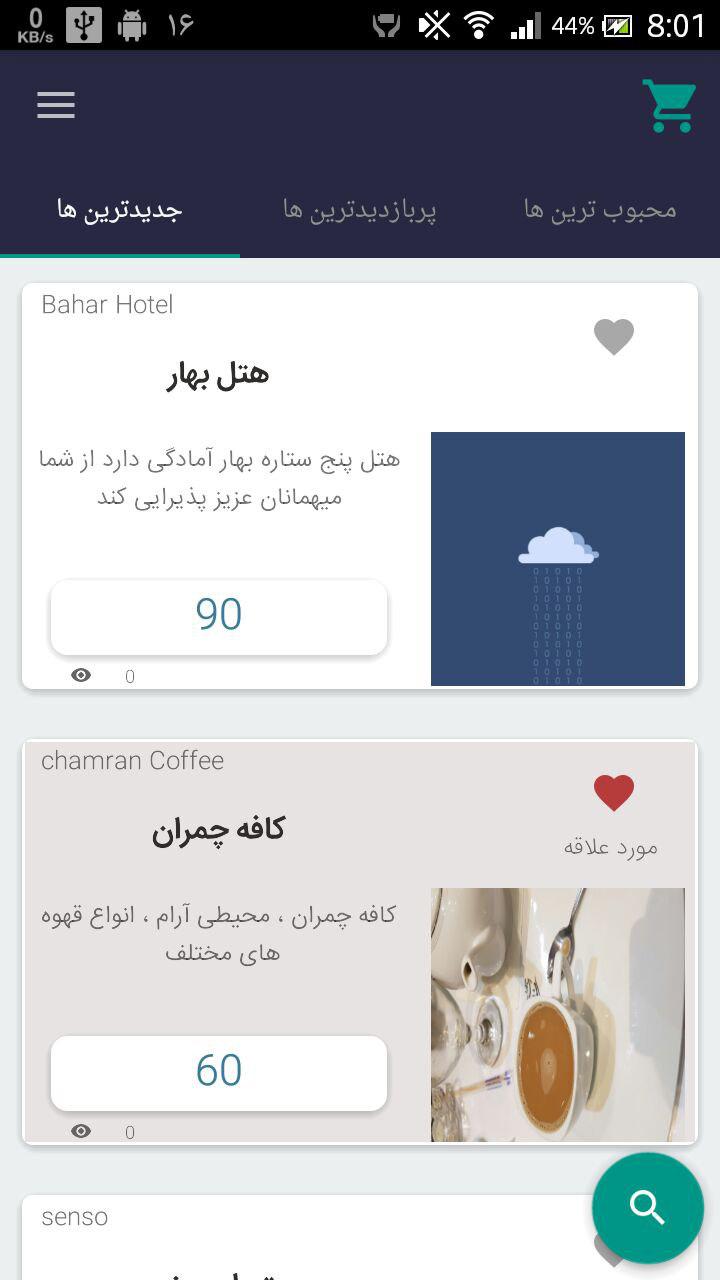 0
KB/s
۱۶
44%
8:01
محبوب ترین ها
پربازدیدترین ها
جدیدترین ها
Bahar Hotel
هتل بهار
هتل پنج ستاره بهار آمادگی دارد از شما
میهمانان عزیز پذیرایی کند
90
0
chamran Coffee
کافه چمران
مورد علاقه
کافه چمران ، محیطی آرام ، انواع قهوه
های مختلف
60
0
senso